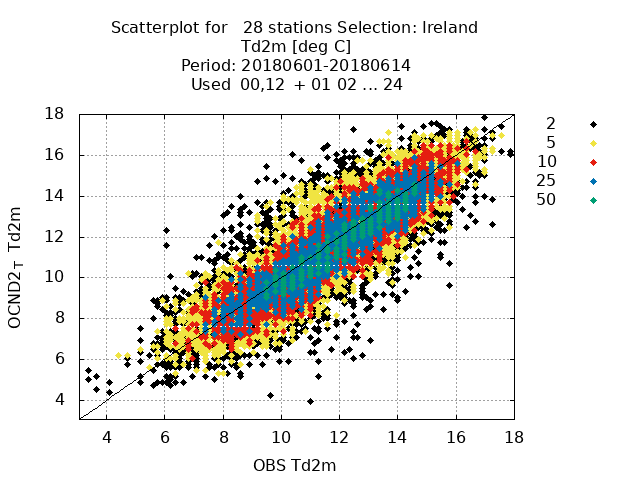 Scatterplot for   28 stations Selection: Ireland
Td2m [deg C]
Period: 20180601-20180614
Used  00,12  + 01 02 ... 24
18
16
14
12
10
8
6
4
OCND2_T  Td2m
4 6 8 10 12 14 16 18
OBS Td2m
2
5
10
25
50